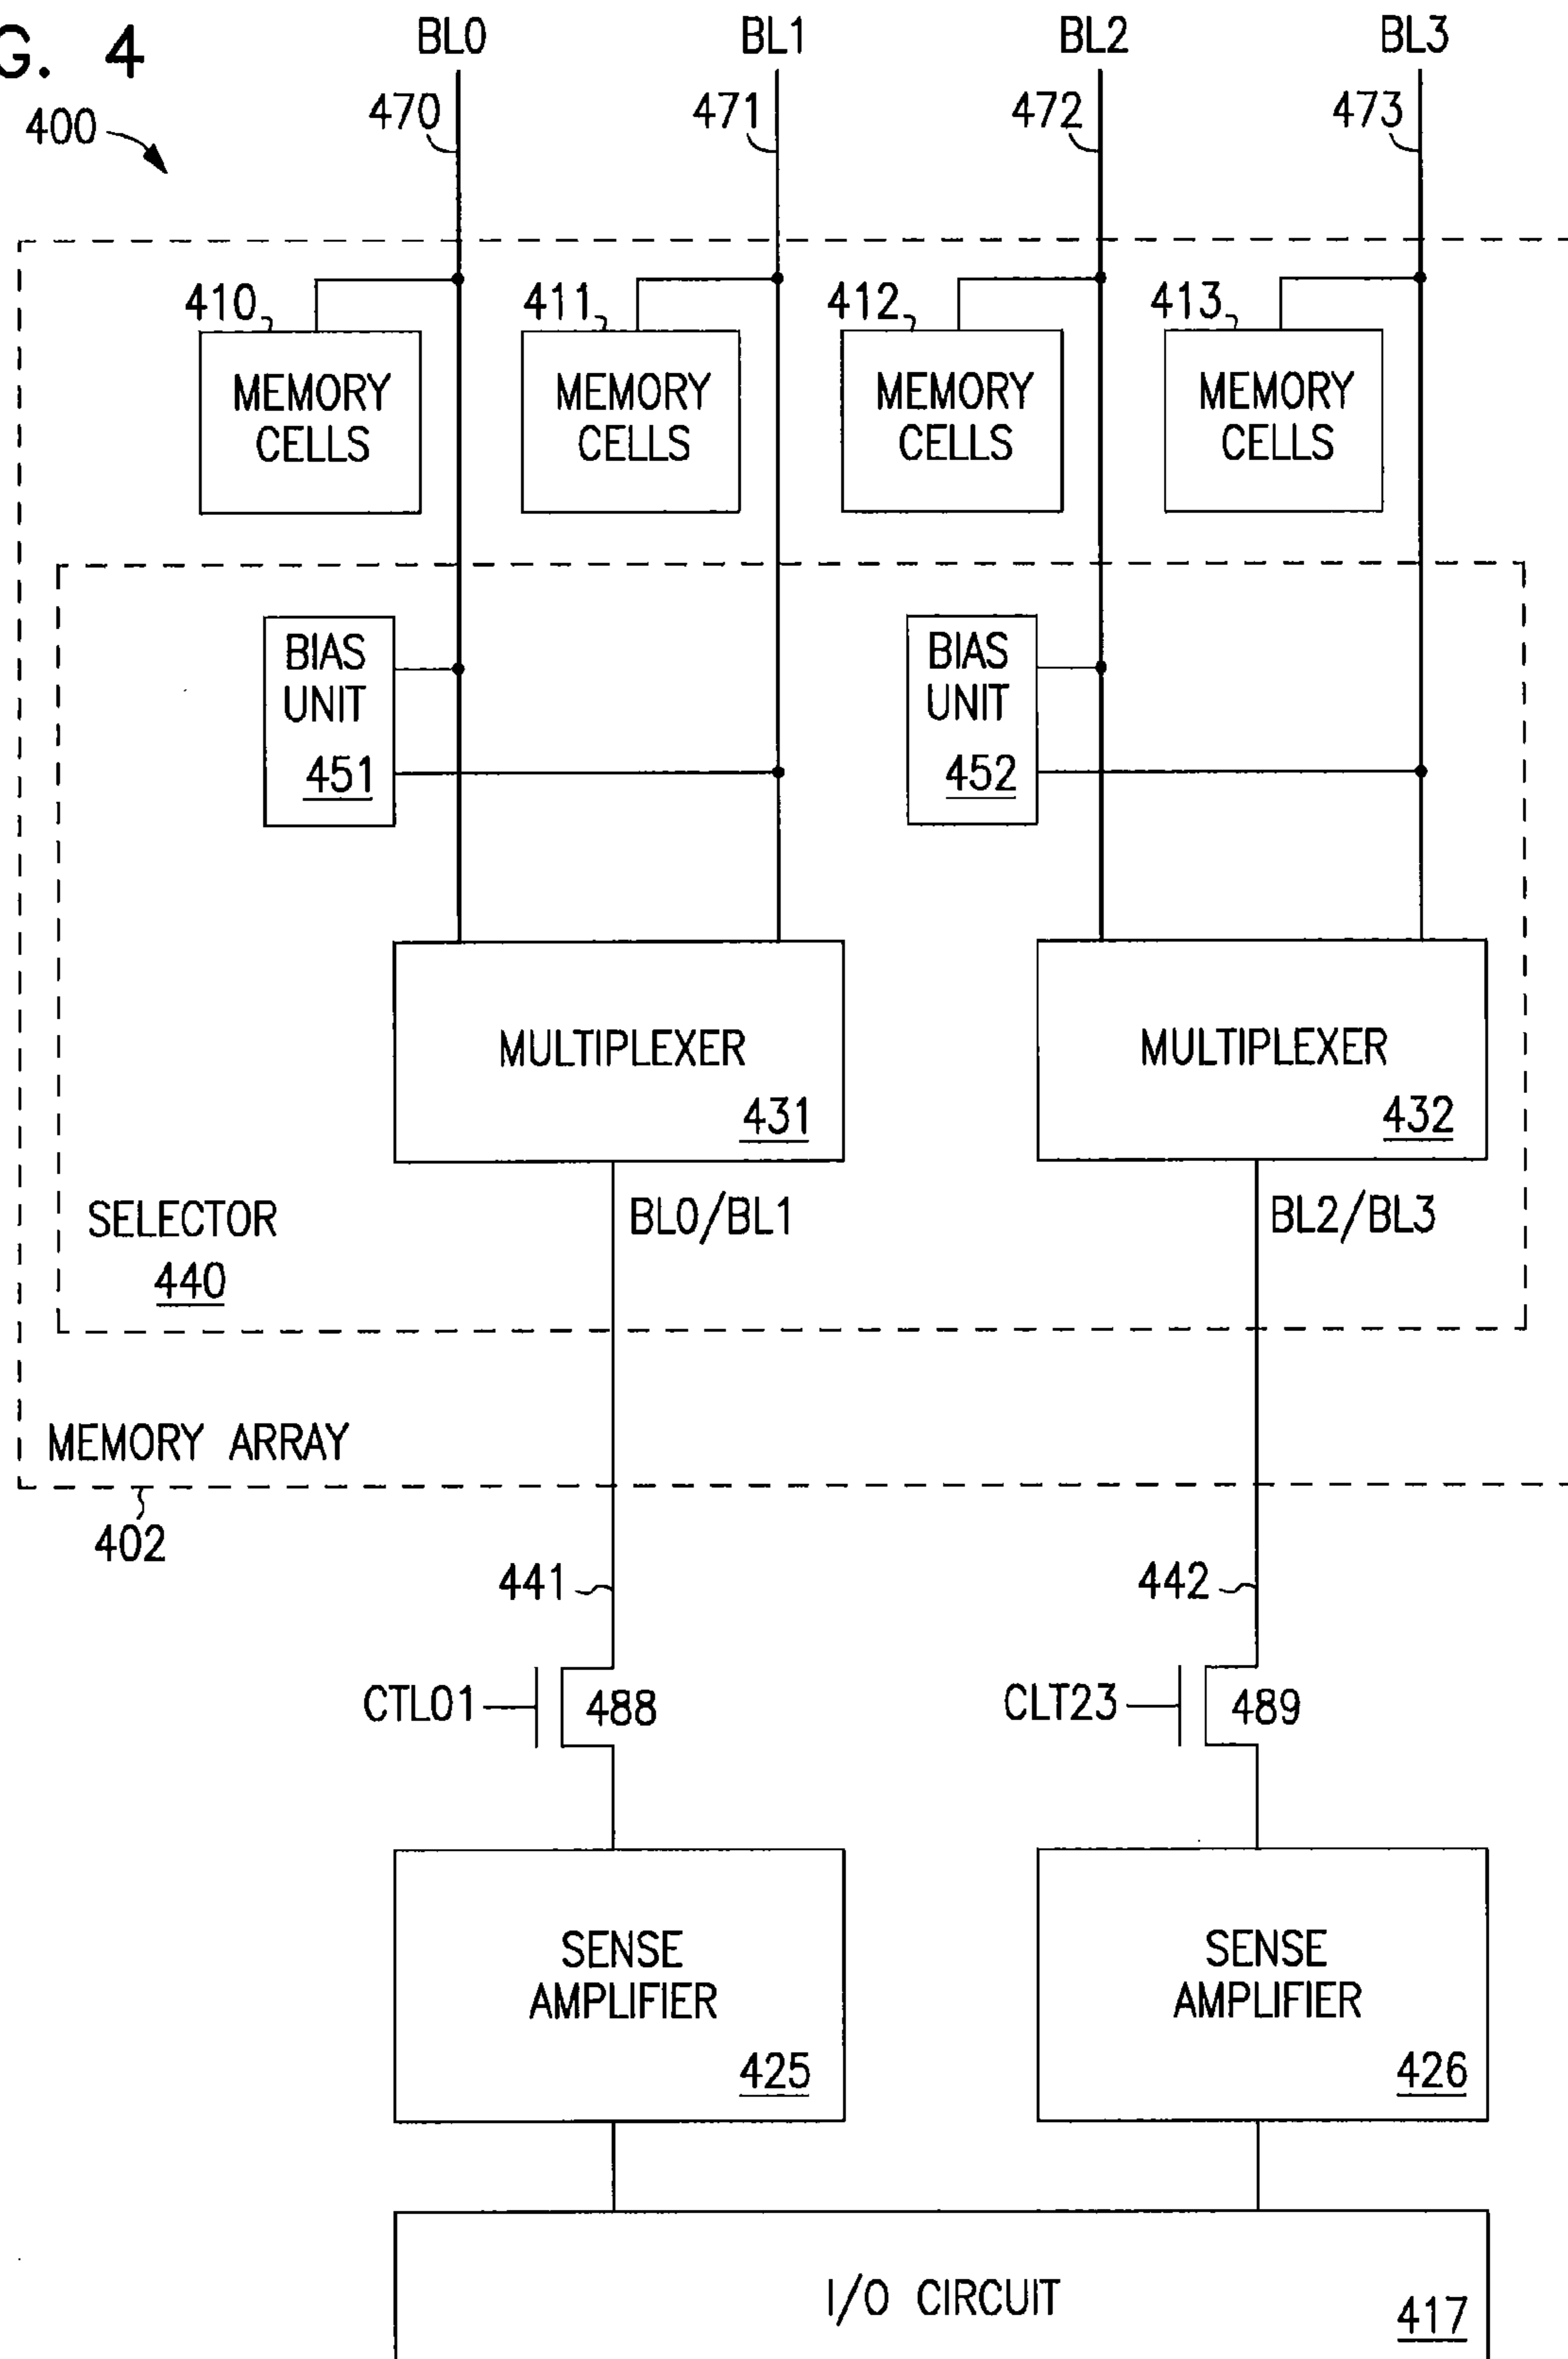 G. 4
BL0 BL1 BL2 BL3
400 470 471 472 473
410 411 412 413
MEMORY CELLS MEMORY CELLS MEMORY CELLS MEMORY CELLS
BIAS UNIT 451
BIAS UNIT 452
MULTIPLEXER 431
MULTIPLEXER 432
SELECTOR 440
BL0/BL1 BL2/BL3
MEMORY ARRAY
402
441 442
CTL01 488 CLT23 489
SENSE AMPLIFIER 425
SENSE AMPLIFIER 426
I/O CIRCUIT 417